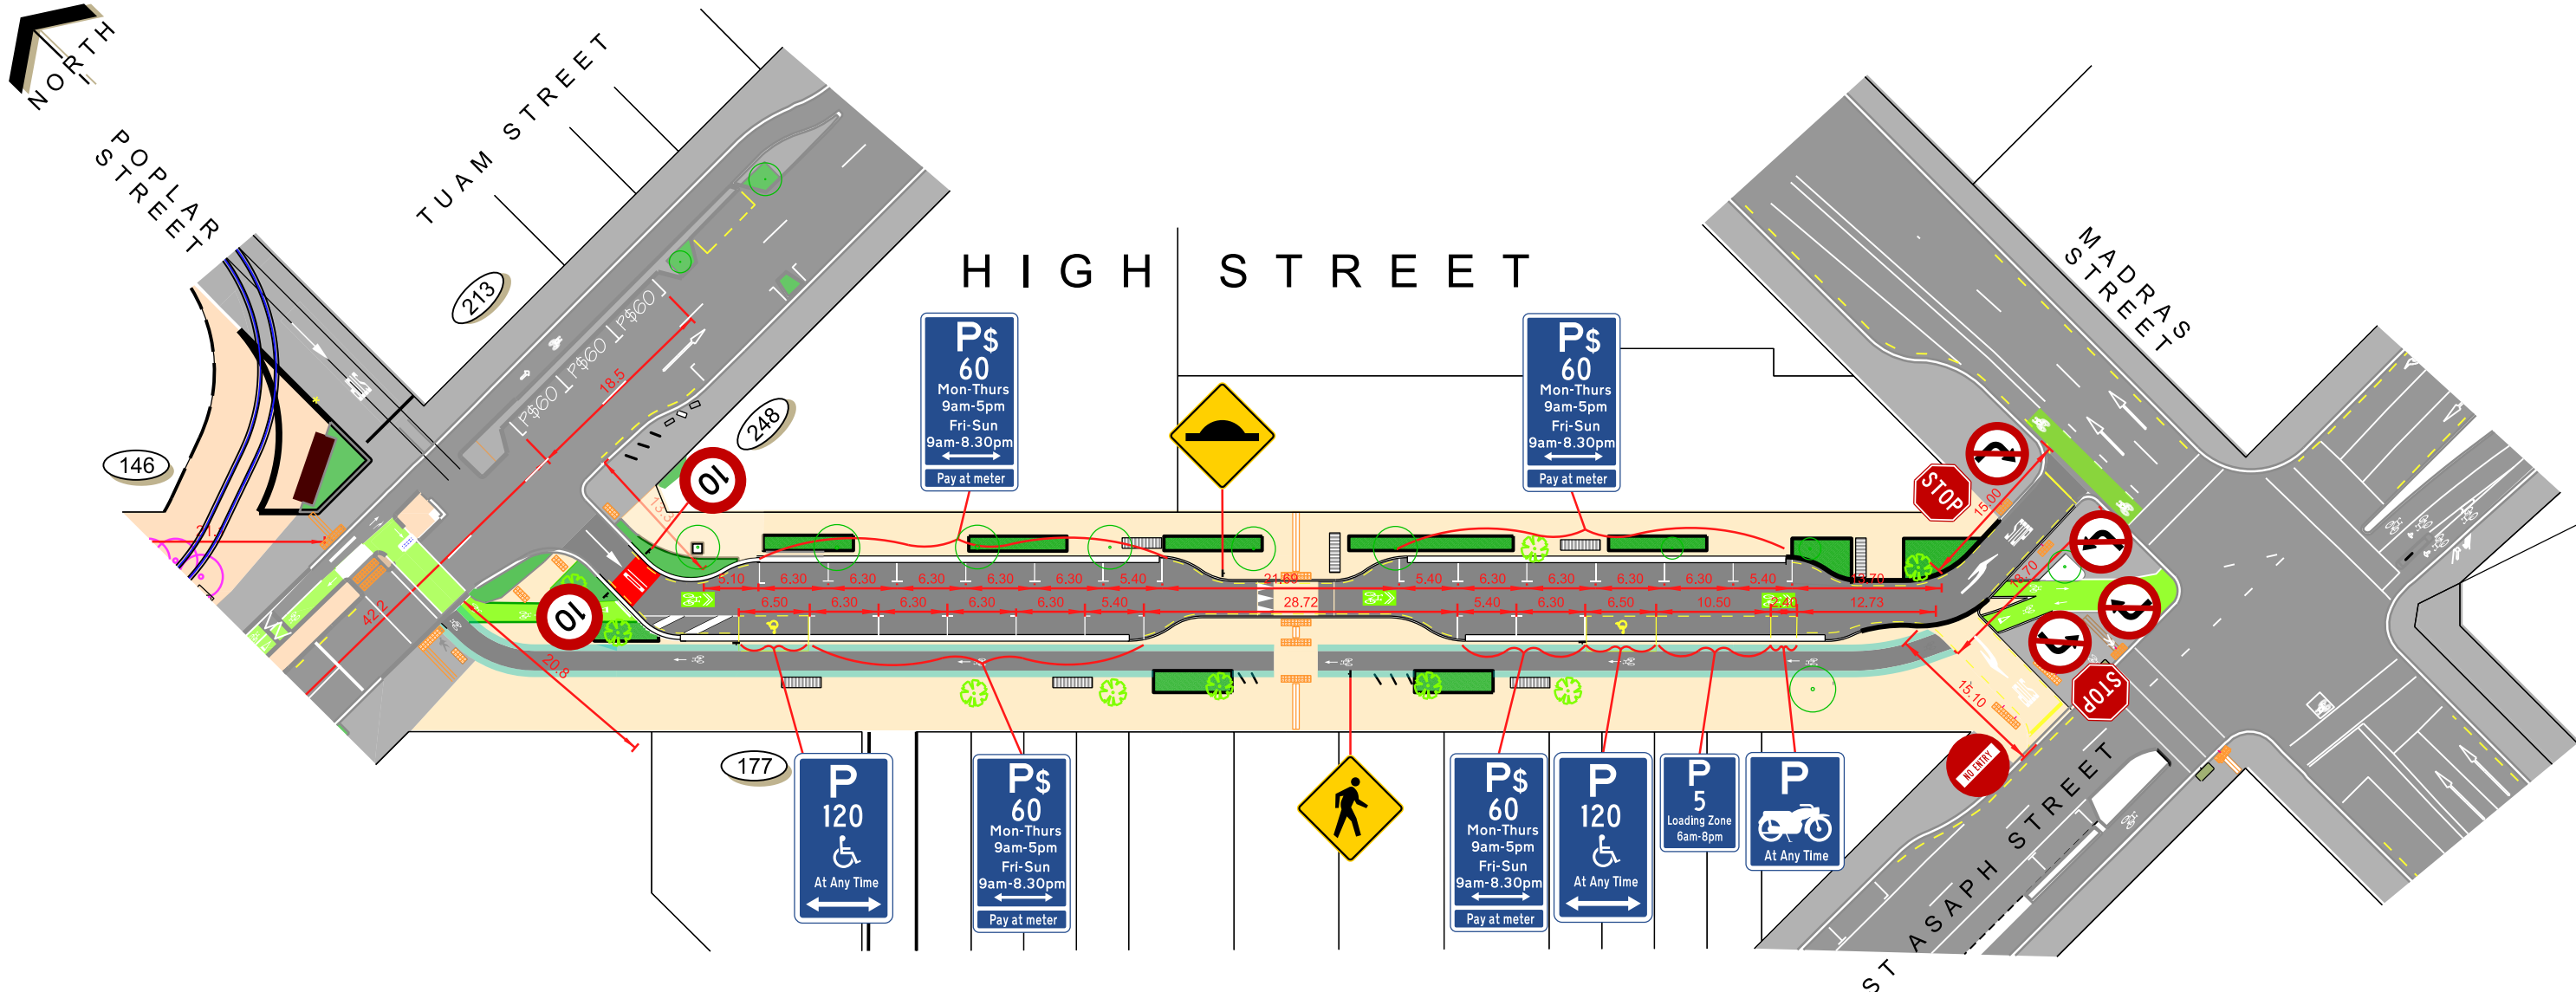 NORTH
POPLAR
STREET
TUAM STREET
HIGH STREET
MADRAS
STREET
ST ASAPH STREET
213
248
146
177
P$60
P$60
P$60
18.5
42.2
20.8
10
10
P$
60
Mon-Thurs
9am-5pm
Fri-Sun
9am-8.30pm
Pay at meter
P$
60
Mon-Thurs
9am-5pm
Fri-Sun
9am-8.30pm
Pay at meter
STOP
15.00
5.10 6.30 6.30 6.30 6.30 6.30 5.40 21.69 5.40 6.30 6.30 6.30 6.30 5.40
6.50 6.30 6.30 6.30 6.30 5.40 28.72 5.40 6.30 6.50 10.50 2.40 12.73
15.10
STOP
NO ENTRY
P
120
At Any Time
P$
60
Mon-Thurs
9am-5pm
Fri-Sun
9am-8.30pm
Pay at meter
P$
60
Mon-Thurs
9am-5pm
Fri-Sun
9am-8.30pm
Pay at meter
P
120
At Any Time
P
5
Loading Zone
6am-8pm
P
At Any Time